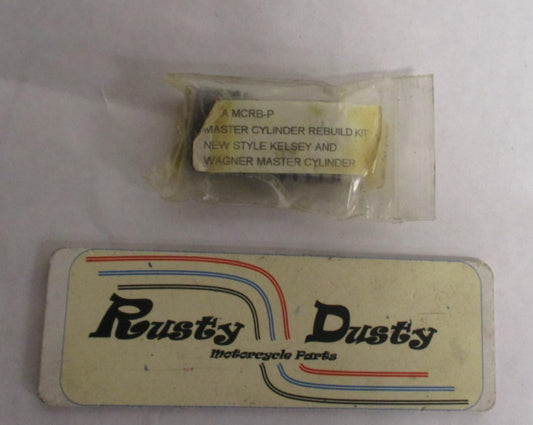 A MCRB-P
MASTER CYLINDER REBUILD KIT
NEW STYLE KELSEY AND
WAGNER MASTER CYLINDER
Rusty Dusty
Motorcycle Parts